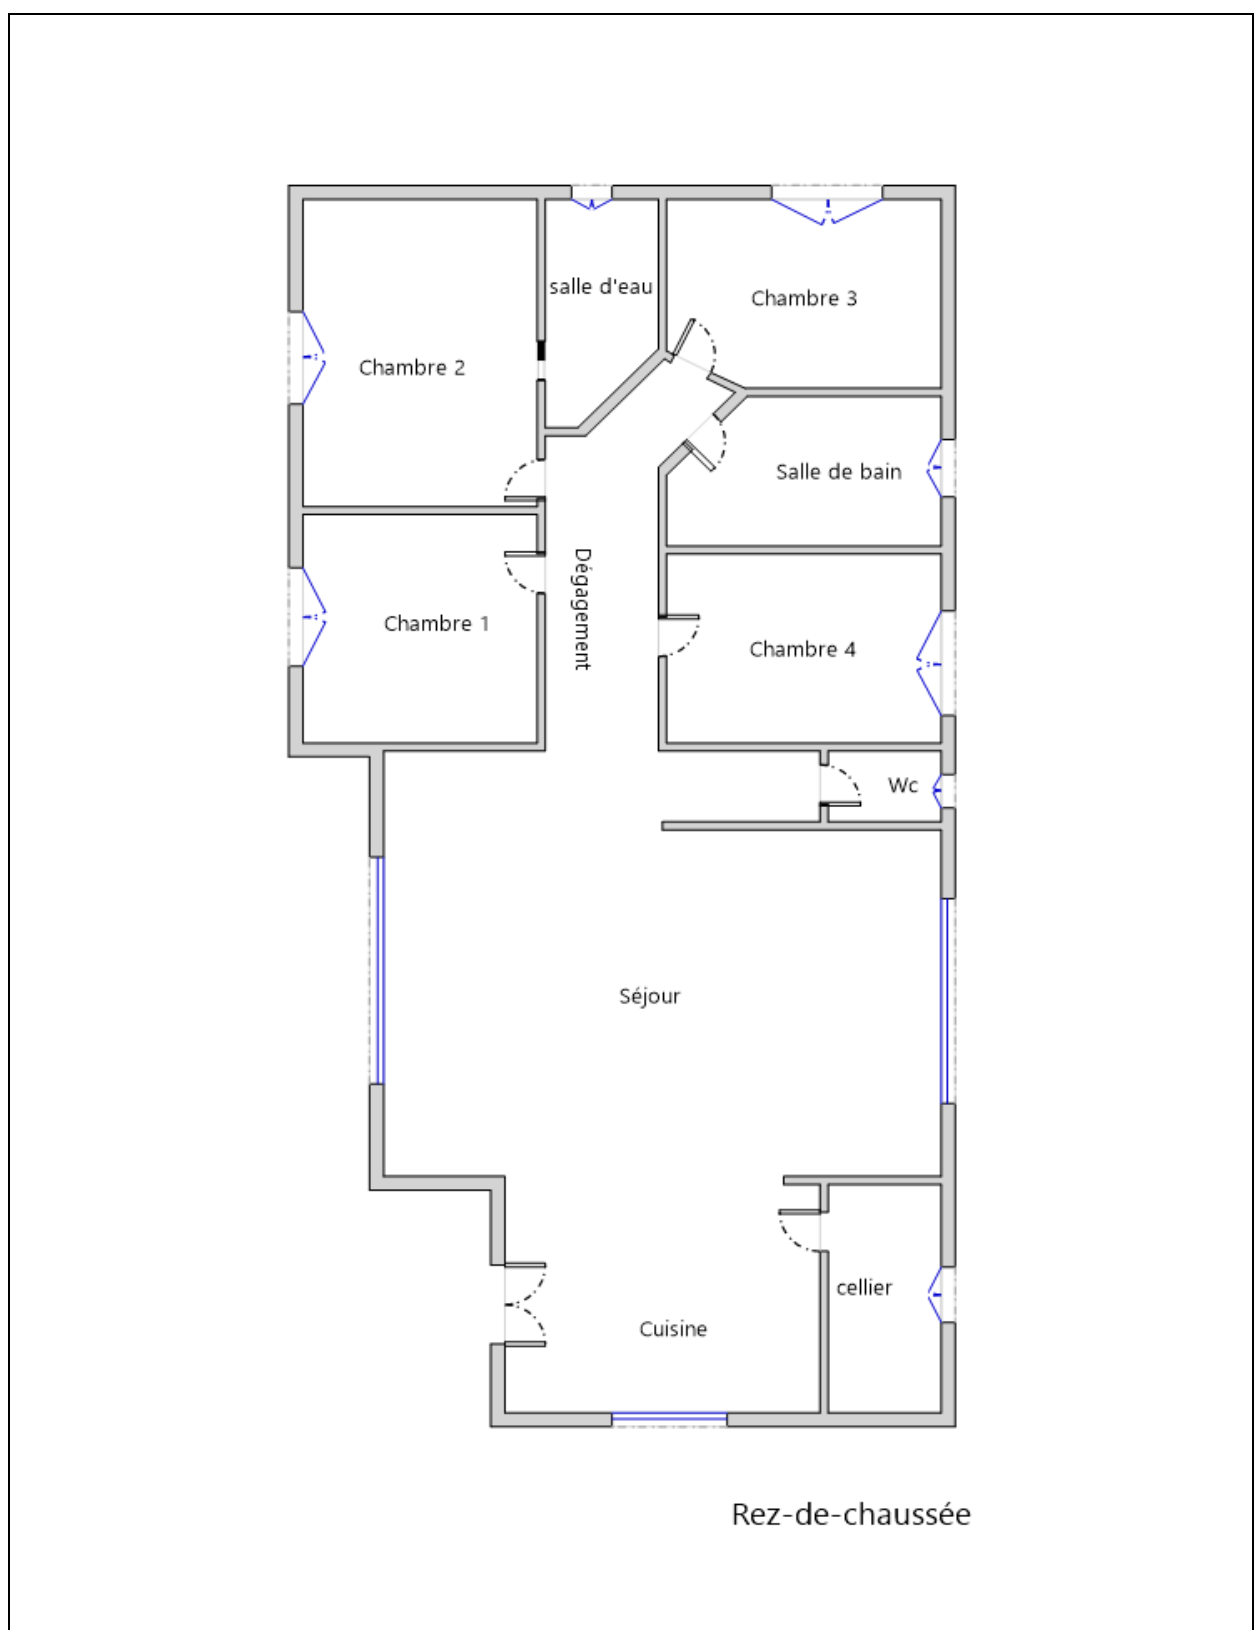 salle d'eau
Chambre 3
Chambre 2
Salle de bain
Dégagement
Chambre 1
Chambre 4
Wc
Séjour
cellier
Cuisine
Rez-de-chaussée